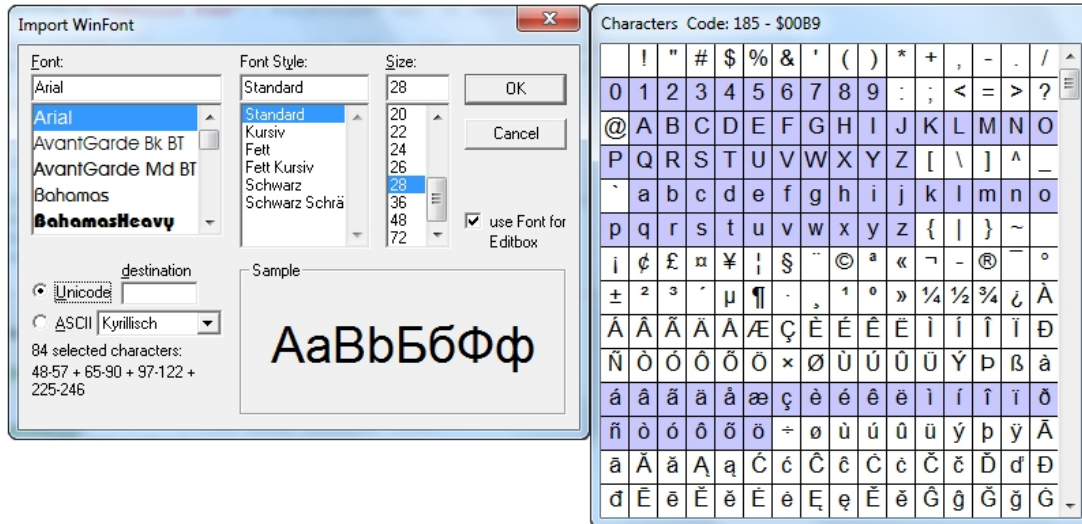 Import WinFont
Font:
Font Style:
Size:
Arial
Standard
28
OK
Arial
AvantGarde Bk BT
AvantGarde Md BT
Bahamas
BahamasHeavy
Standard
Kursiv
Fett
Fett Kursiv
Schwarz
Schwarz Schrä
20
22
24
26
28
36
48
72
Cancel
use Font for
Editbox
destination
Unicode
ASCII Kyrillisch
84 selected characters:
48-57 + 65-90 + 97-122 +
225-246
Sample
АаВbБбФф
Characters Code: 185 - $00B9
! " # $ % & ' ( ) * + , - . /
0 1 2 3 4 5 6 7 8 9 : ; < = > ?
@ A B C D E F G H I J K L M N O
P Q R S T U V W X Y Z [ \ ] ^ _
` a b c d e f g h i j k l m n o
p q r s t u v w x y z { | } ~
¡ ¢ £ ¤ ¥ ¦ § ¨ © ª « ¬ - ® ¯ °
± ² ³ ´ µ ¶ · ¸ ¹ º » ¼ ½ ¾ ¿ À
Á Â Ã Ä Å Æ Ç È É Ê Ë Ì Í Î Ï Ð
Ñ Ò Ó Ô Õ Ö × Ø Ù Ú Û Ü Ý Þ ß à
á â ã ä å æ ç è é ê ë ì í î ï ð
ñ ò ó ô õ ö ÷ ø ù ú û ü ý þ ÿ Ā
ā Ă ă Ą ą Ć ć Ĉ ĉ Ċ ċ Č č Ď ď Đ
đ Ē ē Ĕ ĕ Ė ė Ę ę Ě ě Ĝ ĝ Ğ ğ Ġ